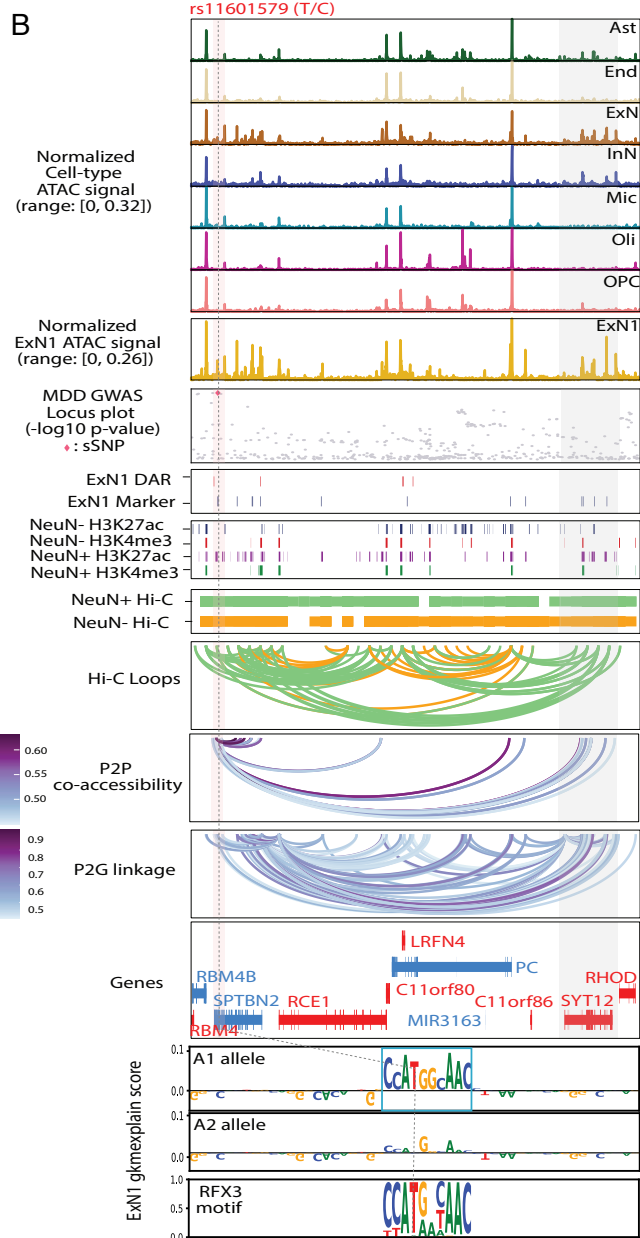 B
rs11601579 (T/C)
Normalized
Cell-type
ATAC signal
(range: [0, 0.32])
Ast
End
ExN
InN
Mic
Oli
OPC
Normalized
ExN1 ATAC signal
(range: [0, 0.26])
ExN1
MDD GWAS
Locus plot
(-log10 p-value)
♦ : sSNP
ExN1 DAR
ExN1 Marker
NeuN- H3K27ac
NeuN- H3K4me3
NeuN+ H3K27ac
NeuN+ H3K4me3
NeuN+ Hi-C
NeuN- Hi-C
Hi-C Loops
0.60
0.55
0.50
P2P
co-accessibility
0.9
0.8
0.7
0.6
0.5
P2G linkage
Genes
LRFN4
RBM4B
PC
RHOD
SPTBN2
RCE1
C11orf80
C11orf86
SYT12
RBM4
MIR3163
ExN1 gkmexplain score
0.1
0.0
A1 allele
CCATGGCAAC
0.1
0.0
A2 allele
1.0
0.5
0.0
RFX3
motif